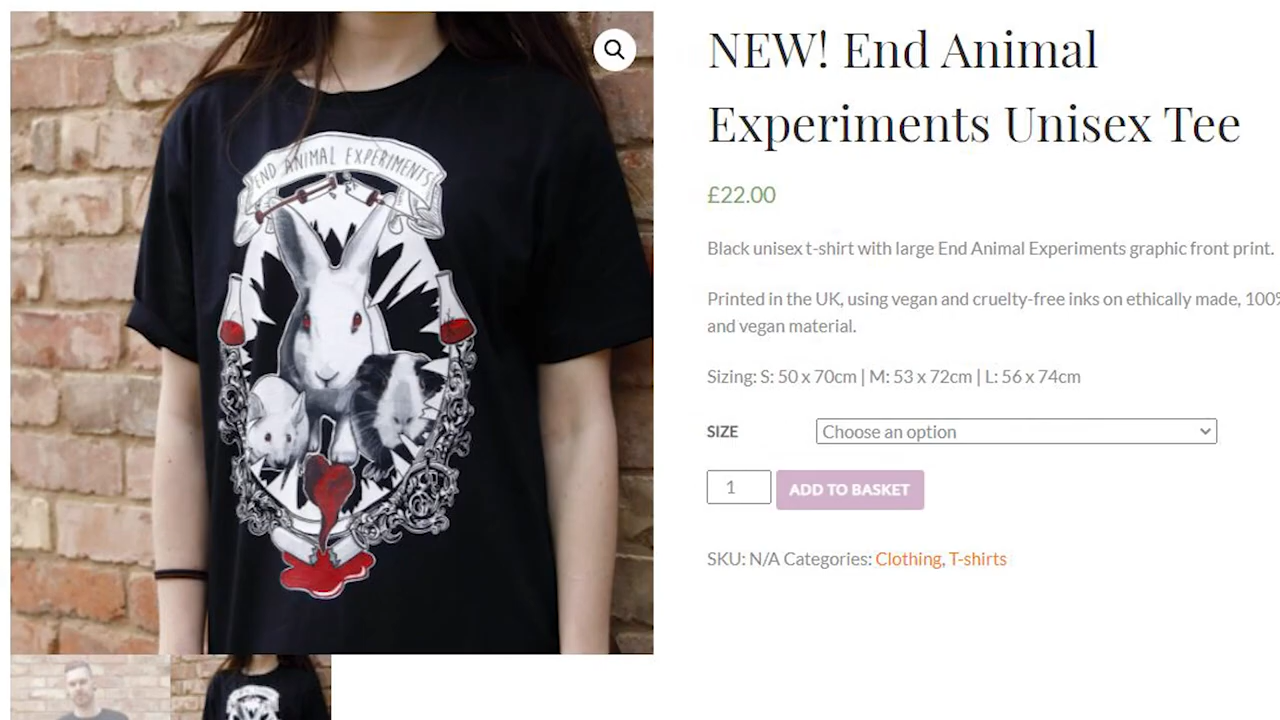 END ANIMAL EXPERIMENTS
NEW! End Animal
Experiments Unisex Tee
£22.00
Black unisex t-shirt with large End Animal Experiments graphic front print.
Printed in the UK, using vegan and cruelty-free inks on ethically made, 100%
and vegan material.
Sizing: S: 50 x 70cm | M: 53 x 72cm | L: 56 x 74cm
SIZE
Choose an option
1
ADD TO BASKET
SKU: N/A Categories: Clothing, T-shirts